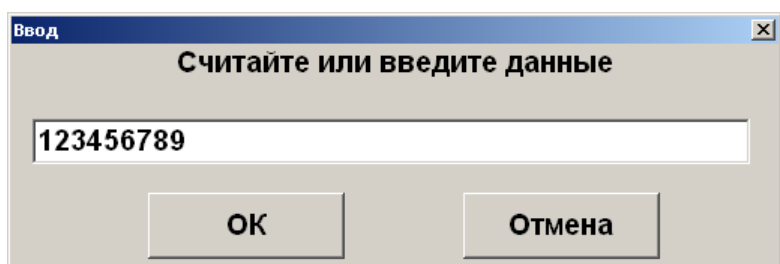 Ввод
Считайте или введите данные
123456789
ОК
Отмена